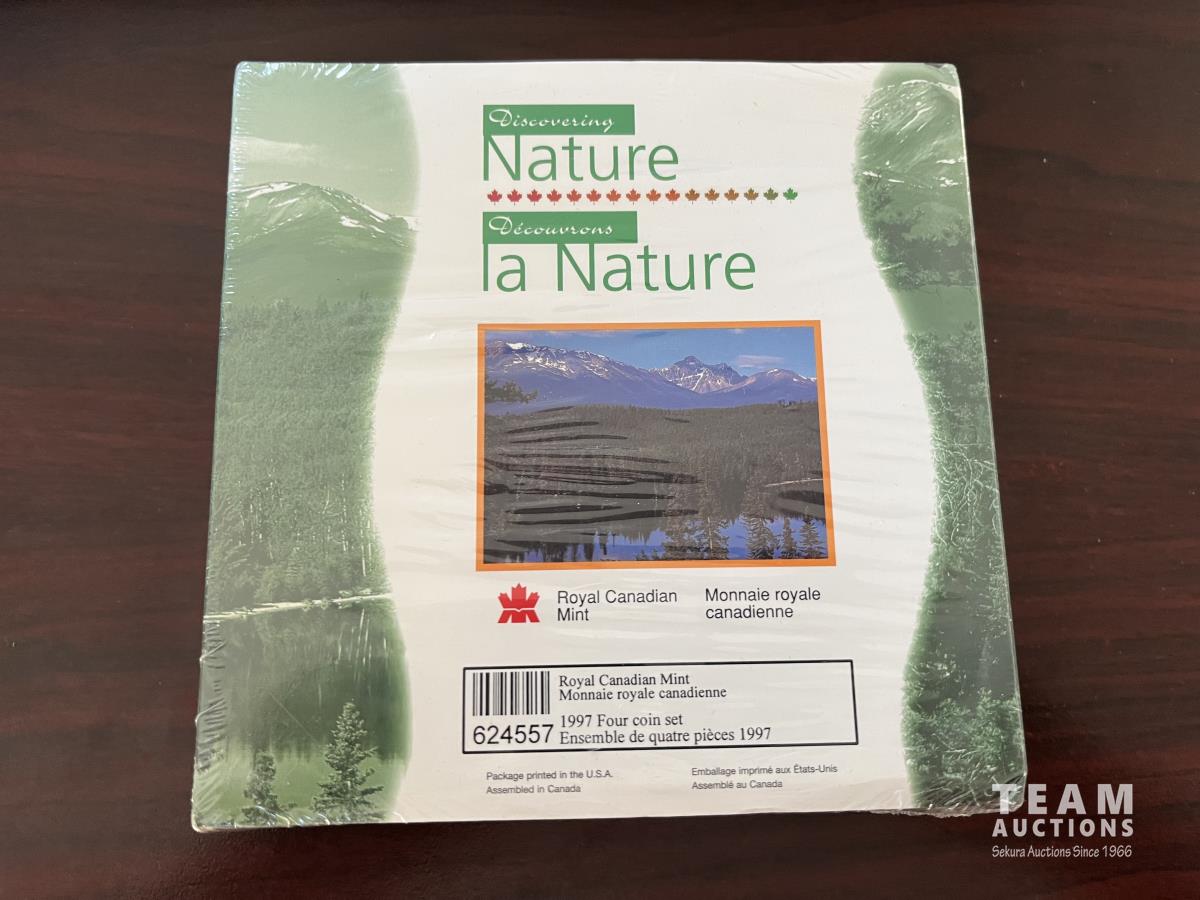 Discovering
Nature
Découvrons
la Nature
Royal Canadian
Mint
Monnaie royale
canadienne
Royal Canadian Mint
Monnaie royale canadienne
624557
1997 Four coin set
Ensemble de quatre pièces 1997
Package printed in the U.S.A.
Assembled in Canada
Emballage imprimé aux États-Unis
Assemblé au Canada
TEAM
AUCTIONS
Sekura Auctions Since 1966